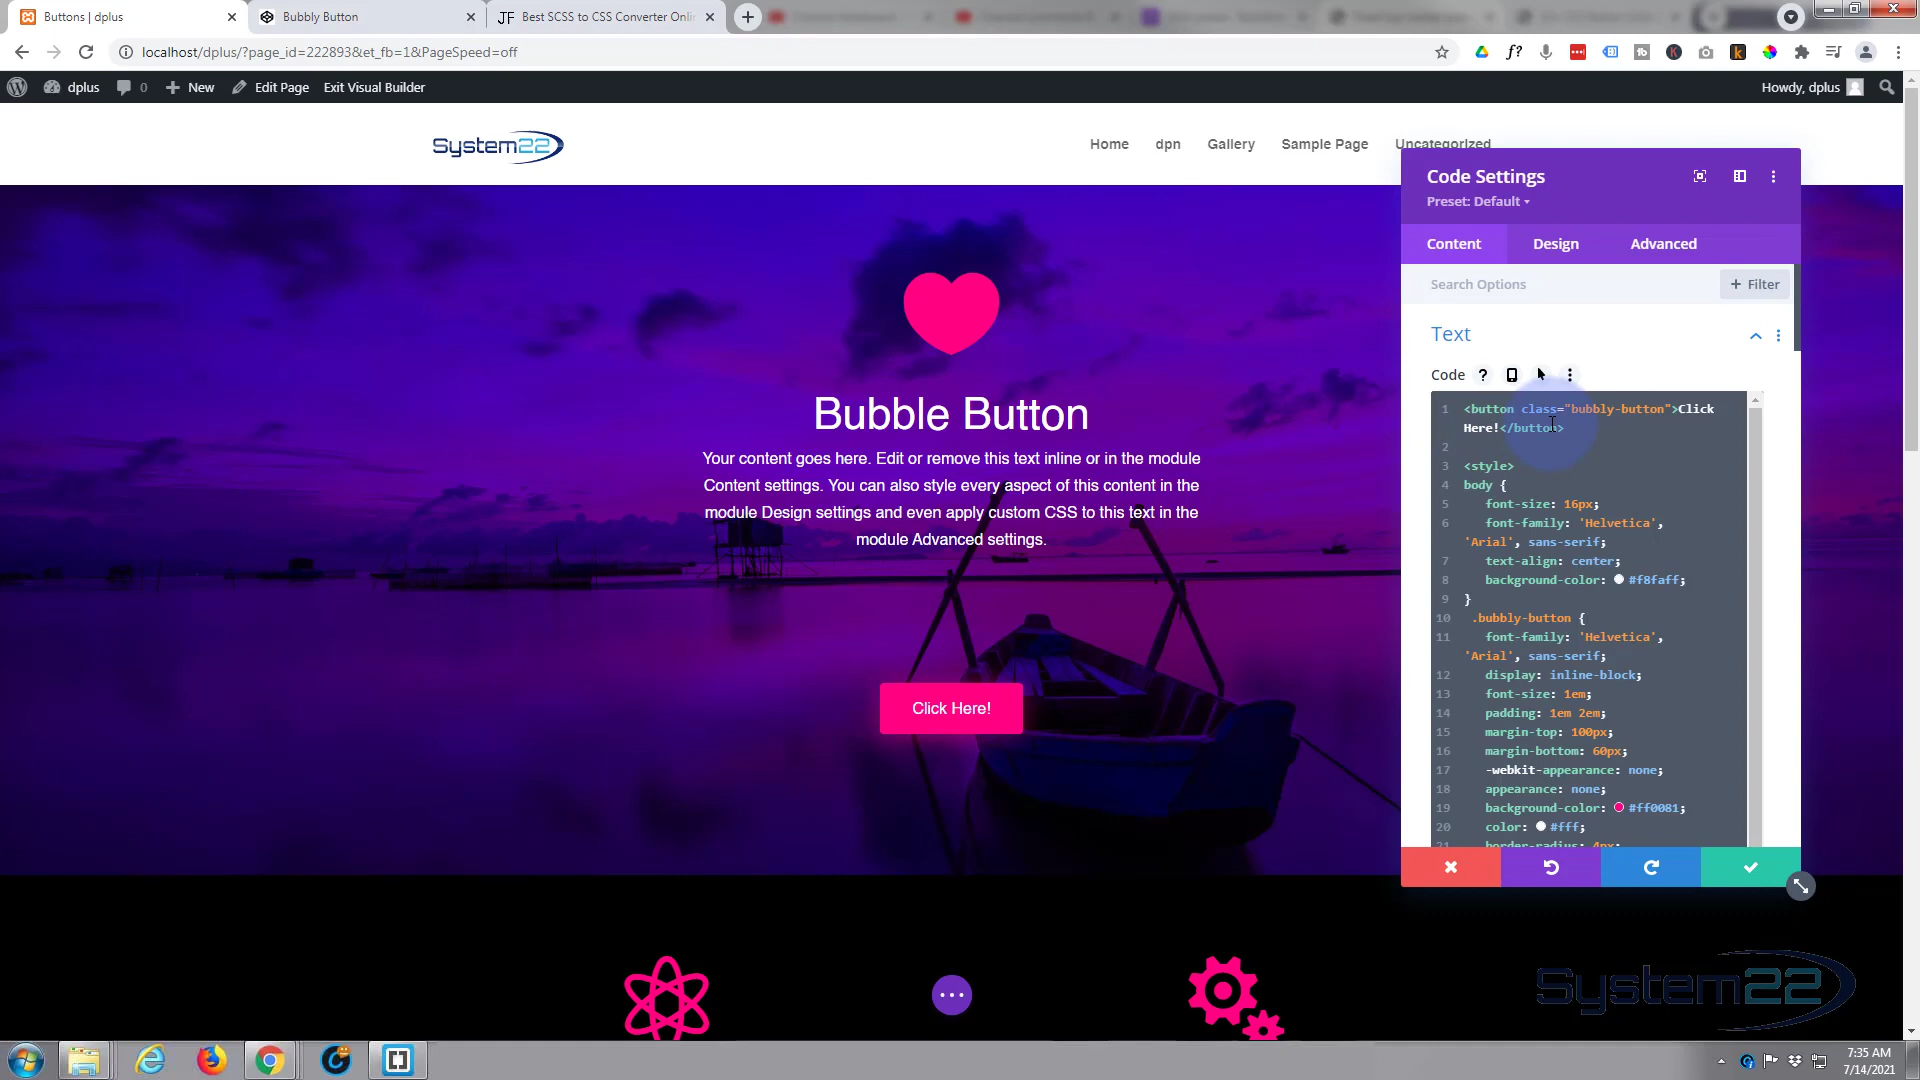 Buttons | dplus
Bubbly Button
JF Best SCSS to CSS Converter Onli
localhost/dplus/?page_id=222893&et_fb=1&PageSpeed=off
dplus 0 New Edit Page Exit Visual Builder Howdy, dplus
System22 Home dpn Gallery Sample Page Uncategorized
Code Settings
Preset: Default
Content Design Advanced
Search Options + Filter
Text
Code ?
1 <button class="bubbly-button">Click
Here!</button>
2
3 <style>
4 body {
5 font-size: 16px;
6 font-family: 'Helvetica',
'Arial', sans-serif;
7 text-align: center;
8 background-color: #f8faff;
9 }
10 .bubbly-button {
11 font-family: 'Helvetica',
'Arial', sans-serif;
12 display: inline-block;
13 font-size: 1em;
14 padding: 1em 2em;
15 margin-top: 100px;
16 margin-bottom: 60px;
17 -webkit-appearance: none;
18 appearance: none;
19 background-color: #ff0081;
20 color: #fff;
21 border-radius: 4px;
Bubble Button
Your content goes here. Edit or remove this text inline or in the module
Content settings. You can also style every aspect of this content in the
module Design settings and even apply custom CSS to this text in the
module Advanced settings.
Click Here!
System22
7:35 AM
7/14/2021